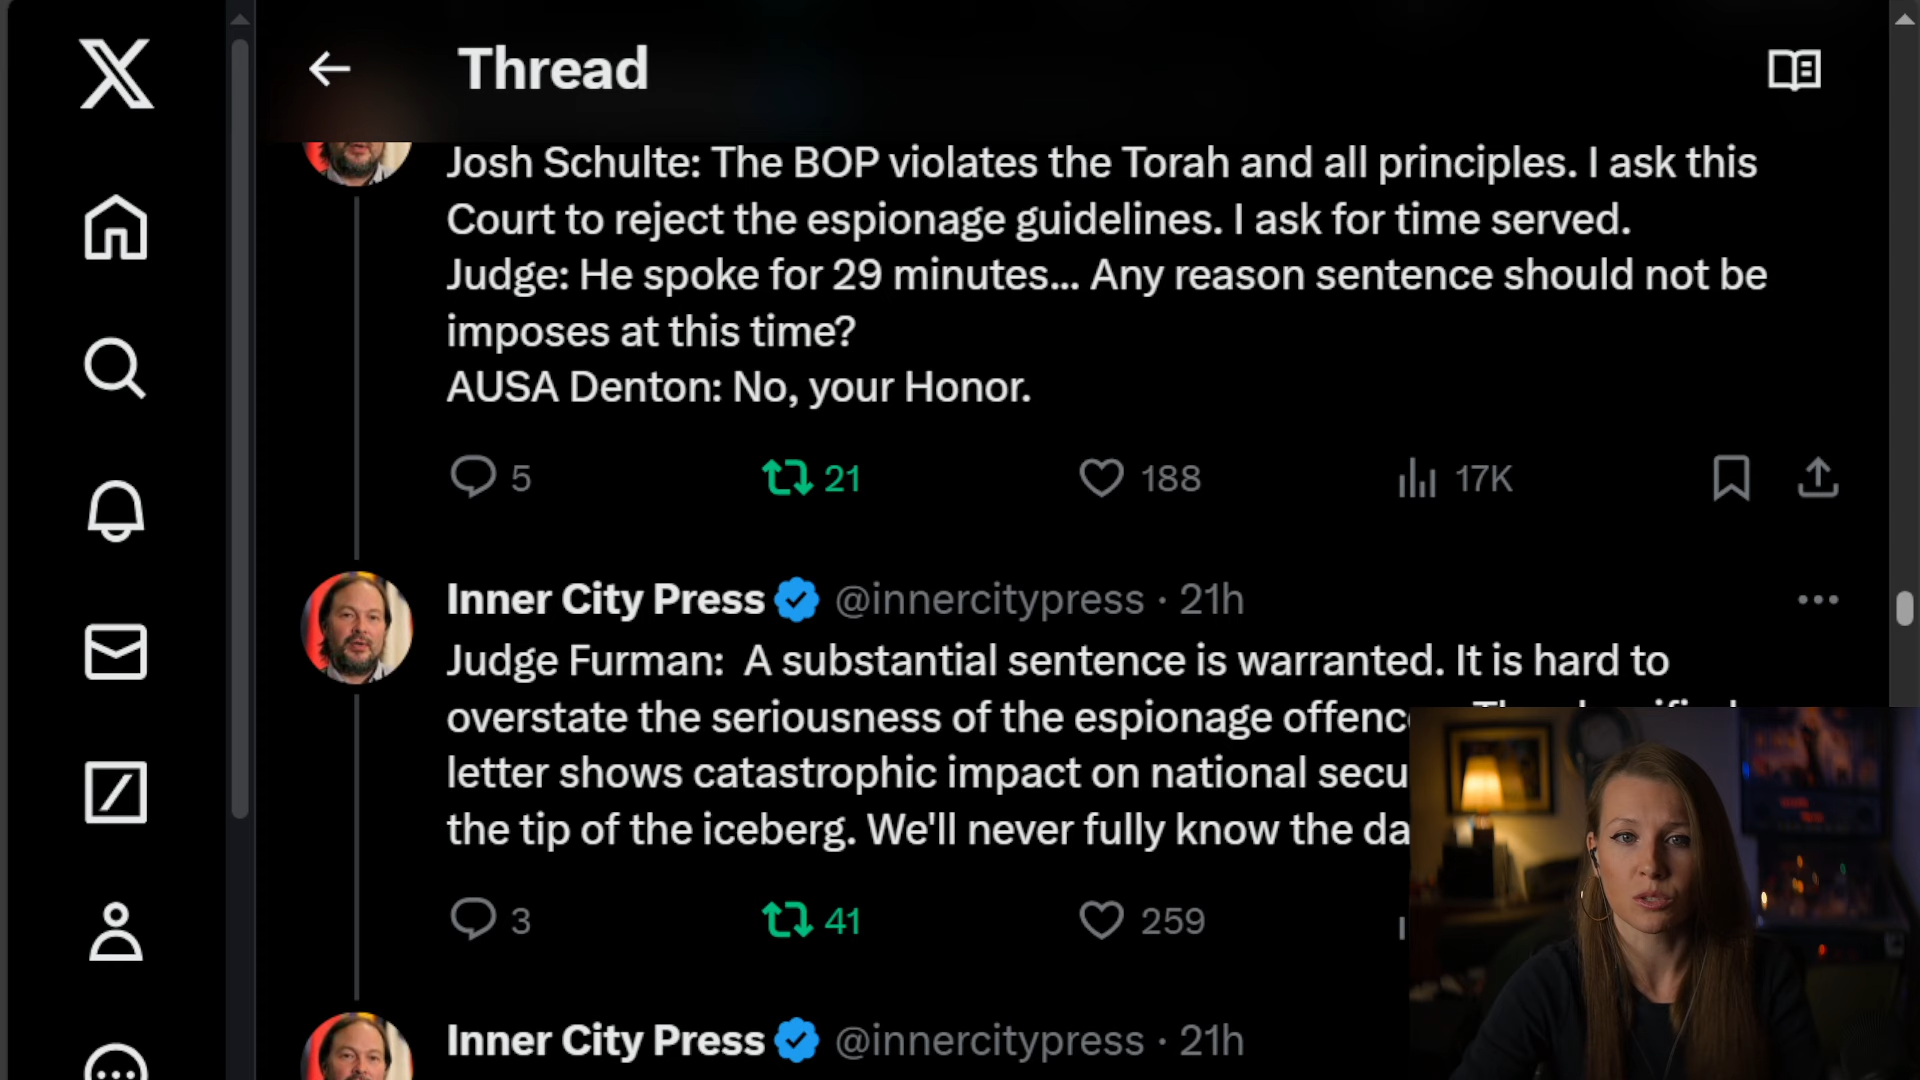 Thread
Josh Schulte: The BOP violates the Torah and all principles. I ask this
Court to reject the espionage guidelines. I ask for time served.
Judge: He spoke for 29 minutes... Any reason sentence should not be
imposes at this time?
AUSA Denton: No, your Honor.
5 21 188 17K
Inner City Press @innercitypress · 21h
Judge Furman:  A substantial sentence is warranted. It is hard to
overstate the seriousness of the espionage offenc
letter shows catastrophic impact on national secu
the tip of the iceberg. We'll never fully know the da
3 41 259
Inner City Press @innercitypress · 21h